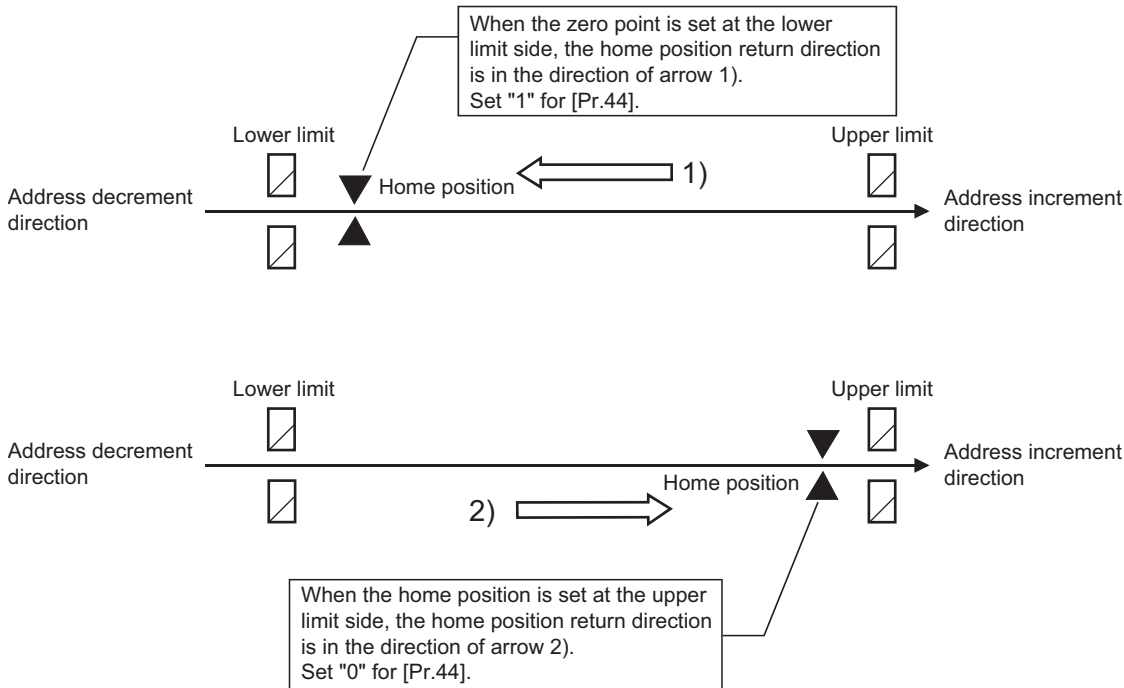 When the zero point is set at the lower
limit side, the home position return direction
is in the direction of arrow 1).
Set "1" for [Pr.44].
Lower limit
Upper limit
Home position
1)
Address decrement
direction
Address increment
direction
Lower limit
Upper limit
Address decrement
direction
Address increment
direction
Home position
2)
When the home position is set at the upper
limit side, the home position return direction
is in the direction of arrow 2).
Set "0" for [Pr.44].